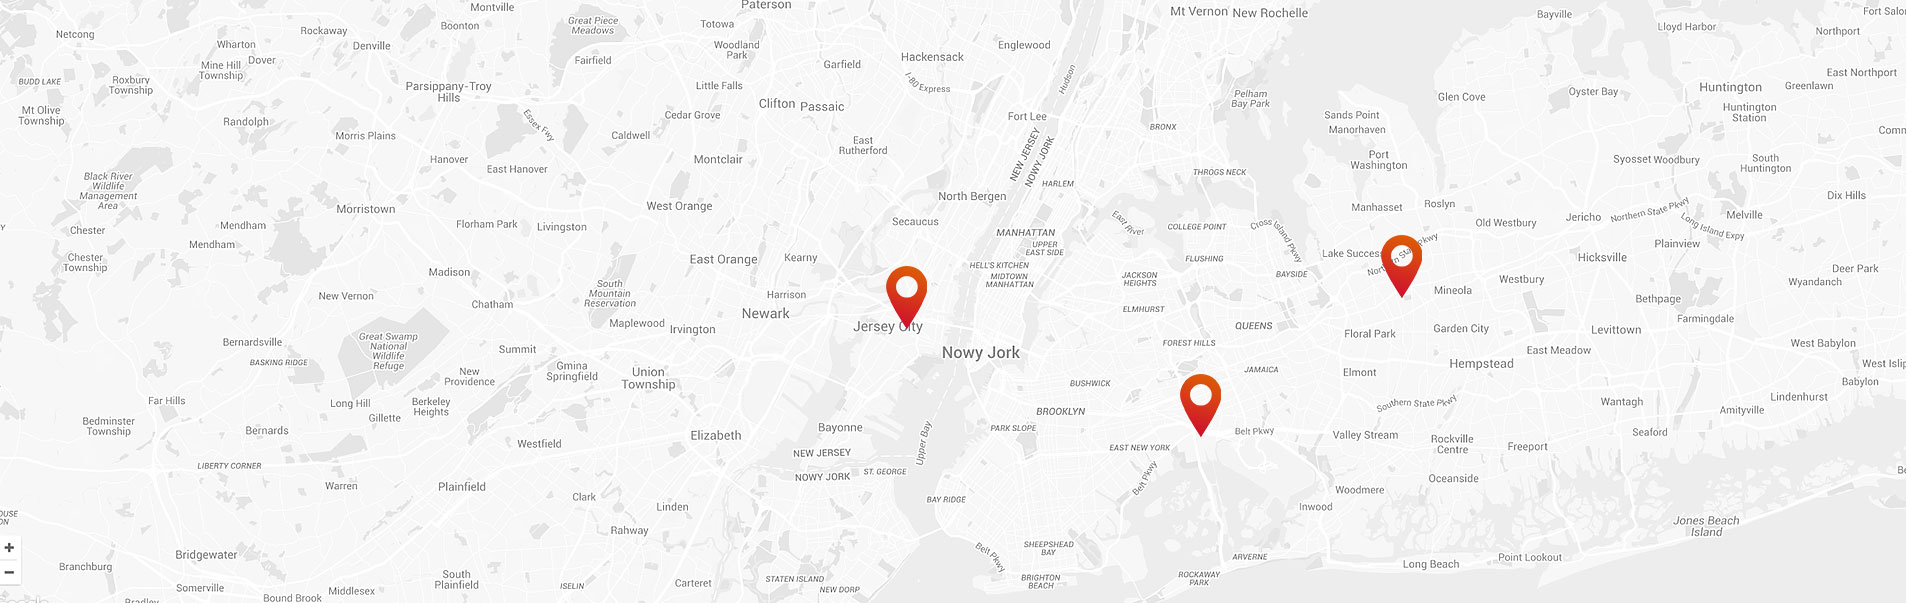 Montville
Paterson
Mt Vernon
New Rochelle
Bayville
Fort Salo
Netcong
Rockaway
Boonton
Great Piece
Meadows
Totowa
Lloyd Harbor
Northport
Wharton
Dover
Denville
Fairfield
Woodland
Park
Hackensack
Englewood
Mine Hill
Township
Garfield
East Northport
BUDD LAKE
Roxbury
Township
Parsippany-Troy
Hills
Little Falls
I-80 Express
Hudson
Pelham
Bay Park
Glen Cove
Oyster Bay
Huntington
Greenlawn
Mt Olive
Township
Randolph
Essex Fwy
Cedar Grove
Clifton
Passaic
Fort Lee
BRONX
Sands Point
Manorhaven
Huntington
Station
Comm
Morris Plains
Caldwell
East
Rutherford
NEW JERSEY
NOWY JORK
Hanover
East Hanover
Montclair
Port
Washington
Syosset
Woodbury
South
Huntington
Black River
Wildlife
Management
Area
THROGS NECK
HARLEM
Morristown
West Orange
North Bergen
Manhasset
Roslyn
Dix Hills
Chester
Mendham
Mendham
Florham Park
Livingston
Secaucus
MANHATTAN
UPPER
EAST SIDE
East River
COLLEGE POINT
Cross Island Pkwy
Old Westbury
Jericho
Northern State Pkwy
Long Island Expy
Melville
Chester
Township
East Orange
Kearny
HELL'S KITCHEN
MIDTOWN
MANHATTAN
FLUSHING
Lake Success
Plainview
Hicksville
Madison
South
Mountain
Reservation
JACKSON
HEIGHTS
BAYSIDE
Westbury
Deer Park
Wyandanch
New Vernon
Chatham
Harrison
Newark
ELMHURST
Mineola
Bethpage
Farmingdale
Great Swamp
National
Wildlife
Refuge
Maplewood
Irvington
Jersey City
QUEENS
Floral Park
Garden City
Levittown
Bernardsville
BASKING RIDGE
Summit
Nowy Jork
FOREST HILLS
East Meadow
West Babylon
New
Providence
Gmina
Springfield
Union
Township
BUSHWICK
JAMAICA
Elmont
Hempstead
West Islip
Babylon
Far Hills
Long Hill
Gillette
Berkeley
Heights
BROOKLYN
Southern State Pkwy
Wantagh
Amityville
Lindenhurst
Bedminster
Township
Bernards
Westfield
Elizabeth
Bayonne
Upper Bay
PARK SLOPE
EAST NEW YORK
Belt Pkwy
Valley Stream
Rockville
Centre
Freeport
Seaford
LIBERTY CORNER
NEW JERSEY
NOWY JORK
ST. GEORGE
Belt Pkwy
Oceanside
Warren
Plainfield
Clark
Linden
BAY RIDGE
Woodmere
Inwood
Rahway
Jones Beach
Island
Bridgewater
SHEEPSHEAD
BAY
Belt Pkwy
ARVERNE
Point Lookout
Long Beach
Branchburg
Somerville
Middlesex
South
Plainfield
ISELIN
Carteret
STATEN ISLAND
NEW DORP
BRIGHTON
BEACH
ROCKAWAY
PARK
Bradley
Bound Brook
+
−